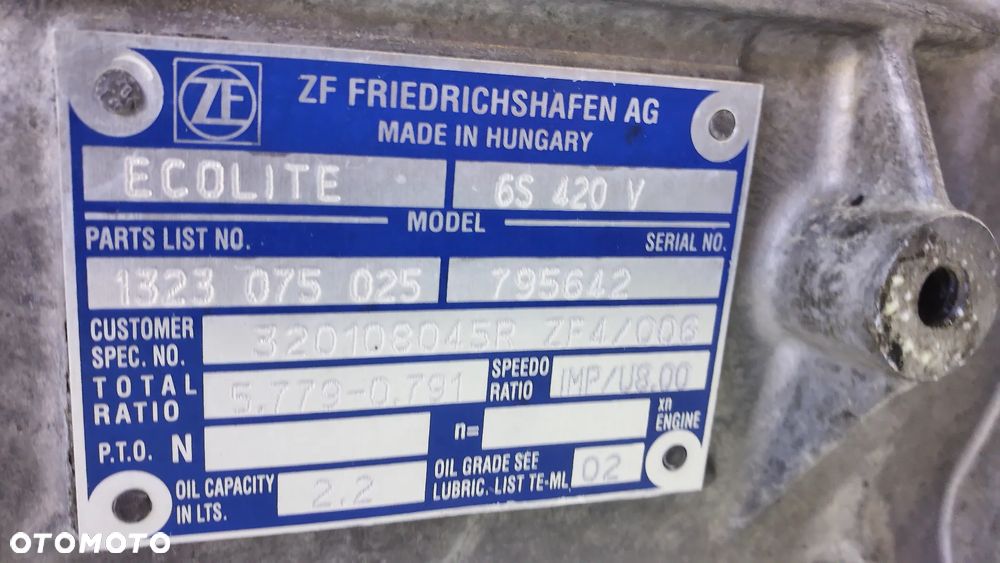 ZF
ZF FRIEDRICHSHAFEN AG
MADE IN HUNGARY
ECOLITE 6S 420 V
MODEL
PARTS LIST NO. SERIAL NO.
1323 075 025 795642
CUSTOMER SPEC. NO. 320108045R ZF4/006
TOTAL RATIO 5.779-0.791 SPEEDO RATIO IMP/U8.00
P.T.O. N n= xn ENGINE
OIL CAPACITY IN LTS. 2.2 OIL GRADE SEE LUBRIC. LIST TE-ML 02
OTOMOTO